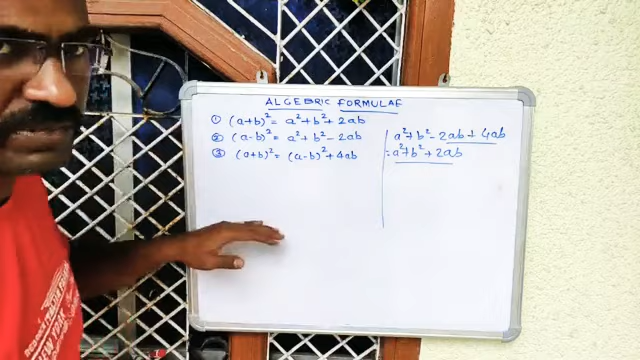 ALGEBRIC FORMULAE
① (a+b)² = a² + b² + 2ab
② (a-b)² = a² + b² - 2ab
③ (a+b)² = (a-b)² + 4ab
a² + b² - 2ab + 4ab
= a² + b² + 2ab